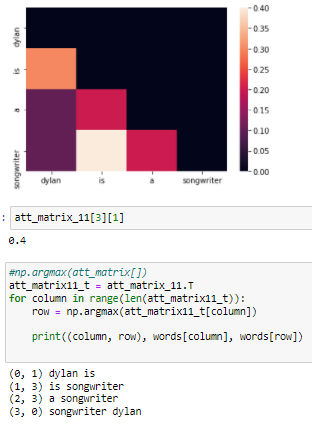 0.40
0.35
0.30
0.25
0.20
0.15
0.10
0.05
0.00
dylan
is
a
songwriter
dylan is a songwriter
: att_matrix_11[3][1]
0.4
#np.argmax(att_matrix[])
att_matrix11_t = att_matrix_11.T
for column in range(len(att_matrix11_t)):
    row = np.argmax(att_matrix11_t[column])
    print((column, row), words[column], words[row])
(0, 1) dylan is
(1, 3) is songwriter
(2, 3) a songwriter
(3, 0) songwriter dylan